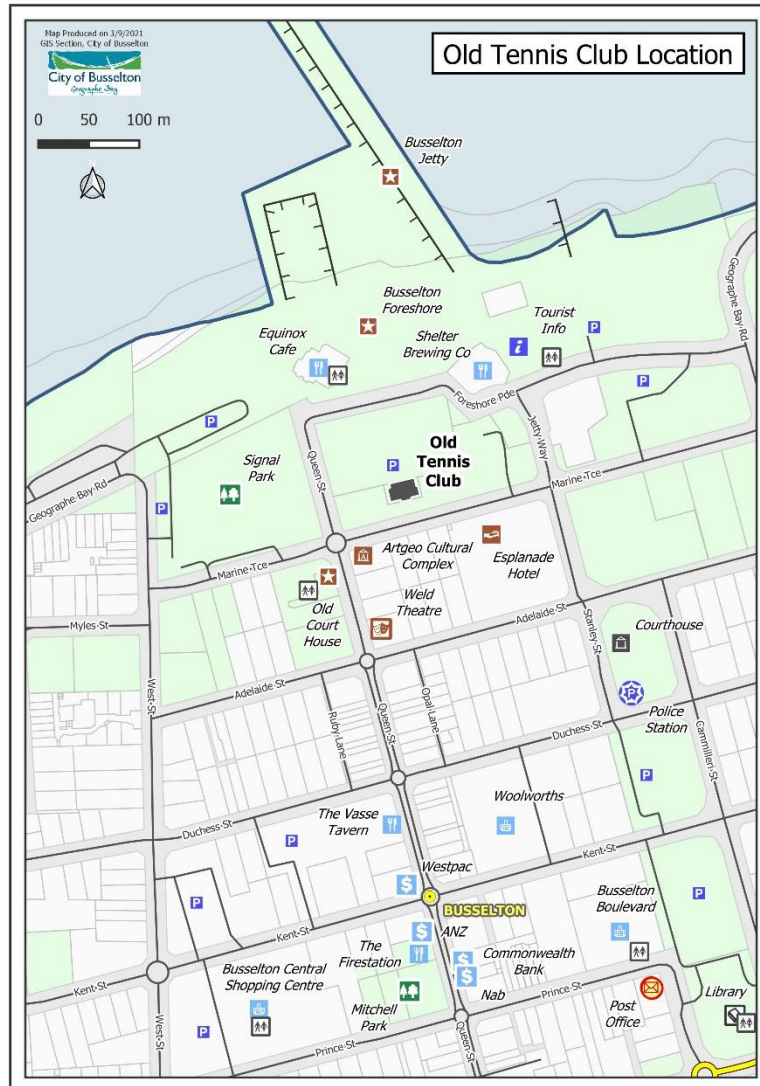 Map Produced on 3/9/2021
GIS Section, City of Busselton
City of Busselton
Geographe Bay
Old Tennis Club Location
0 50 100 m
N
Busselton
Jetty
Geographe Bay Rd
Busselton
Foreshore
Tourist
Info
Equinox
Cafe
Shelter
Brewing Co
i
P
P
Foreshore Pde
Jetty Way
P
Queen St
Old
Tennis
Club
P
Signal
Park
Geographe Bay Rd
Marine Tce
P
Artgeo Cultural
Complex
Esplanade
Hotel
Marine Tce
Old
Court
House
Weld
Theatre
Adelaide St
Stanley St
Courthouse
Myles St
West St
Adelaide St
Ruby Lane
Queen St
Opal Lane
P
Police
Station
Duchess St
Cammilleri St
P
Woolworths
The Vasse
Tavern
Duchess St
P
Westpac
$
Kent St
BUSSELTON
Busselton
Boulevard
P
P
Kent St
$
ANZ
The
Firestation
Commonwealth
Bank
$
$
Nab
Busselton Central
Shopping Centre
Mitchell
Park
Kent St
Prince St
Post
Office
Library
P
West St
Prince St
Queen St